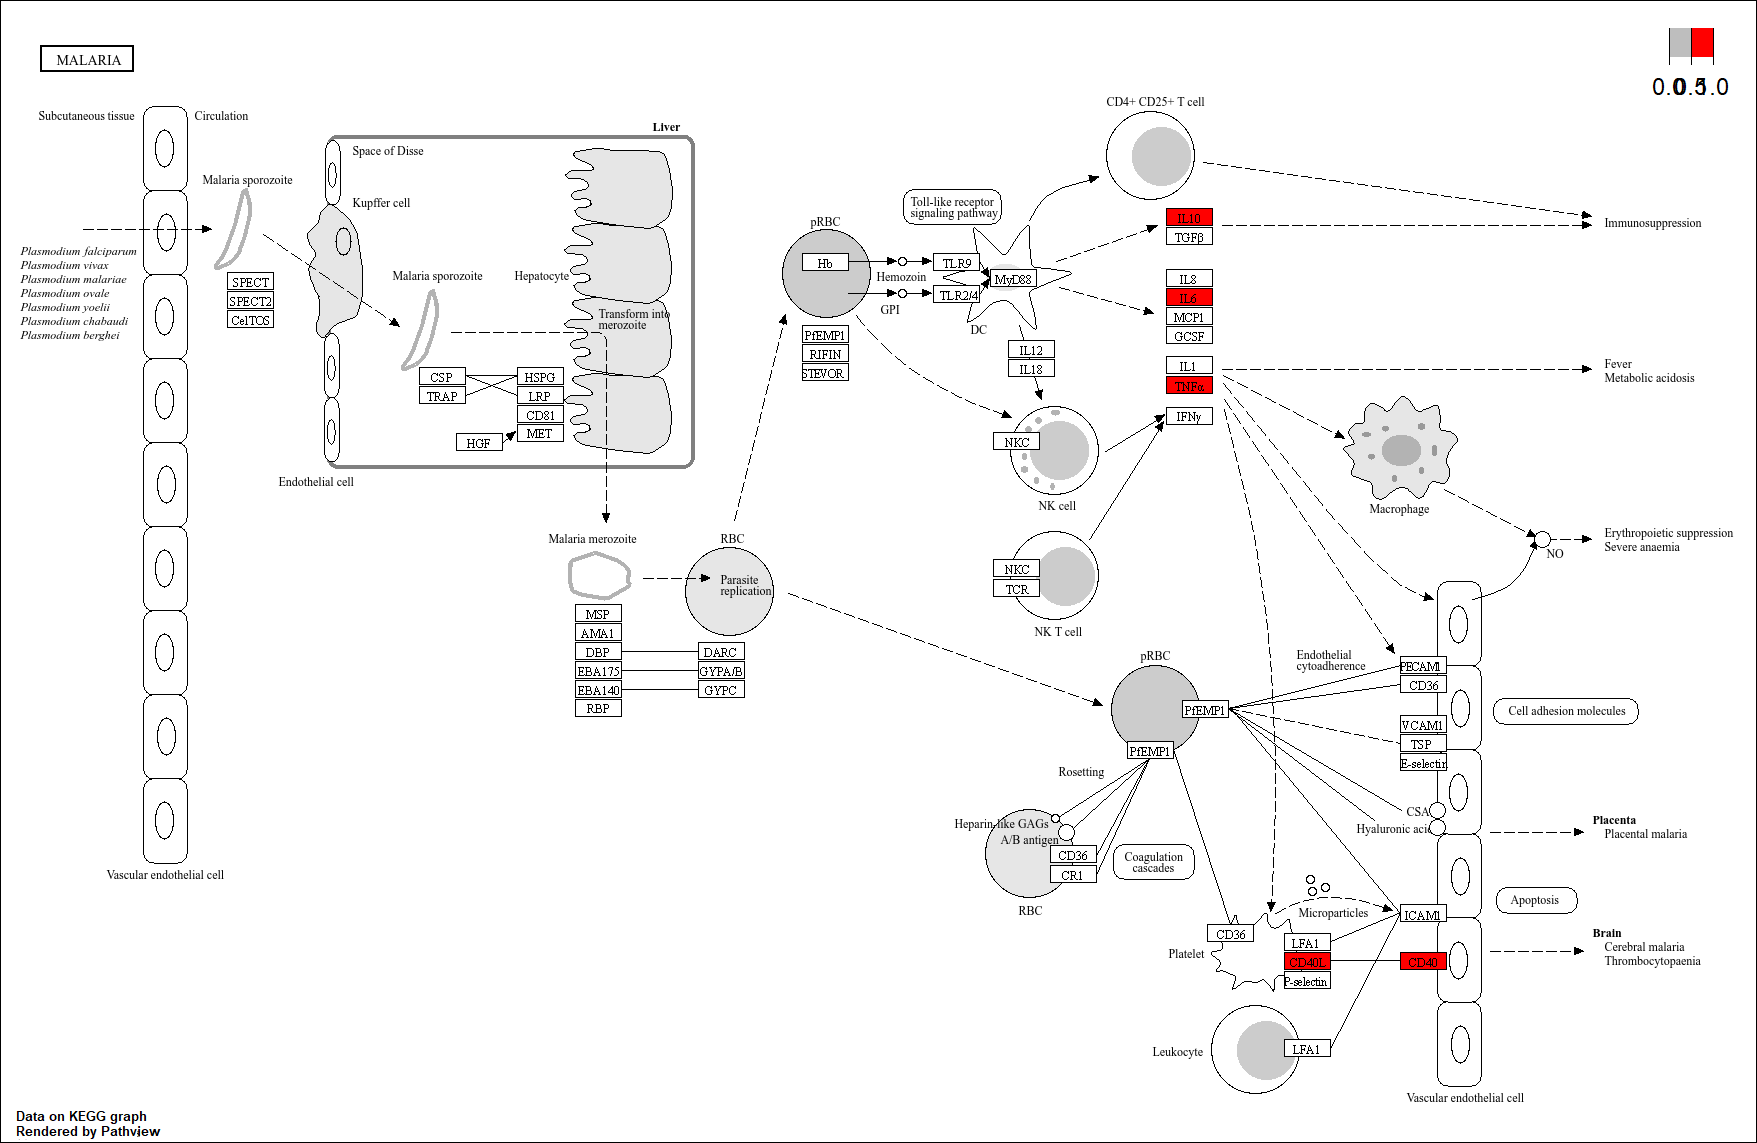 MALARIA
0.0
0.5
1.0
Subcutaneous tissue
Circulation
Malaria sporozoite
Plasmodium falciparum
Plasmodium vivax
Plasmodium malariae
Plasmodium ovale
Plasmodium yoelii
Plasmodium chabaudi
Plasmodium berghei
SPECT
SPECT2
CelTOS
Vascular endothelial cell
Liver
Space of Disse
Kupffer cell
Malaria sporozoite
Hepatocyte
Transform into
merozoite
CSP
TRAP
HSPG
LRP
CD81
MET
HGF
Endothelial cell
Malaria merozoite
MSP
AMA1
DBP
EBA175
EBA140
RBP
RBC
Parasite
replication
DARC
GYPA/B
GYPC
pRBC
Hb
PfEMP1
RIFIN
STEVOR
Hemozoin
GPI
Toll-like receptor
signaling pathway
TLR9
TLR2/4
MyD88
DC
IL12
IL18
NKC
NK cell
NKC
TCR
NK T cell
CD4+ CD25+ T cell
IL10
TGFβ
IL8
IL6
MCP1
GCSF
IL1
TNFα
IFNγ
Immunosuppression
Fever
Metabolic acidosis
Macrophage
NO
Erythropoietic suppression
Severe anaemia
pRBC
PfEMP1
PfEMP1
Rosetting
Heparin-like GAGs
A/B antigen
CD36
CR1
RBC
Coagulation
cascades
Endothelial
cytoadherence
PECAM1
CD36
VCAM1
TSP
E-selectin
CSA
Hyaluronic acid
Cell adhesion molecules
Placenta
Placental malaria
Apoptosis
Brain
Cerebral malaria
Thrombocytopaenia
Microparticles
ICAM1
CD36
Platelet
LFA1
CD40L
P-selectin
CD40
Leukocyte
LFA1
Vascular endothelial cell
Data on KEGG graph
Rendered by Pathview